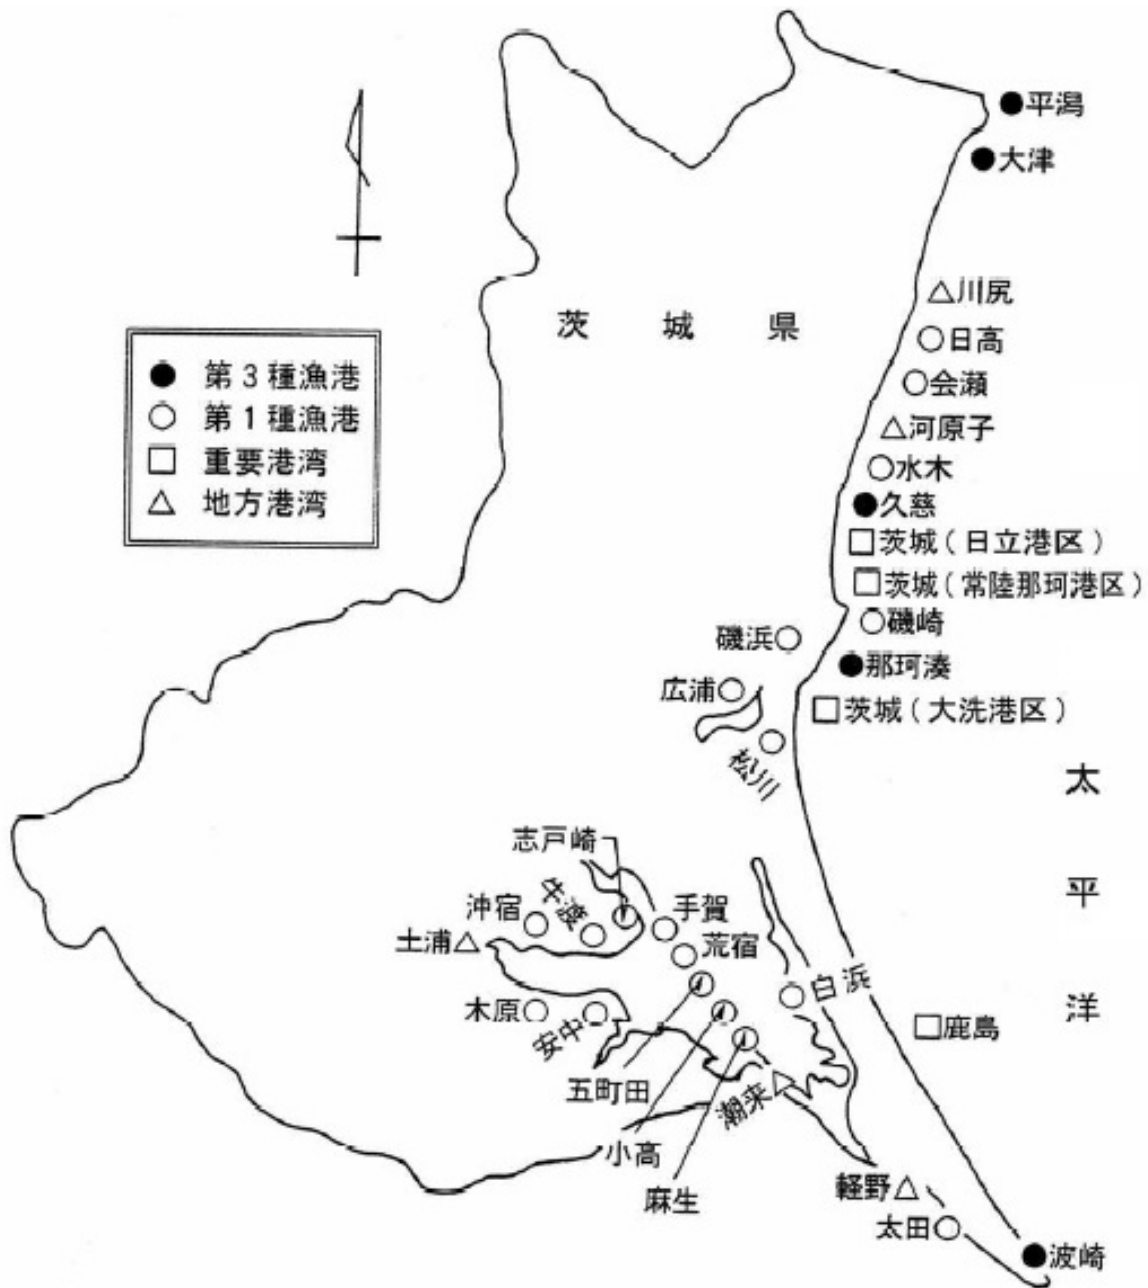 平潟
大津
川尻
茨城県
日高
会瀬
河原子
水木
久慈
茨城(日立港区)
茨城(常陸那珂港区)
磯崎
那珂湊
茨城(大洗港区)
第3種漁港
第1種漁港
重要港湾
地方港湾
磯浜
広浦
松川
太平洋
志戸崎
牛渡
沖宿
手賀
土浦
荒宿
白浜
木原
安中
鹿島
五町田
潮来
小高
麻生
軽野
太田
波崎